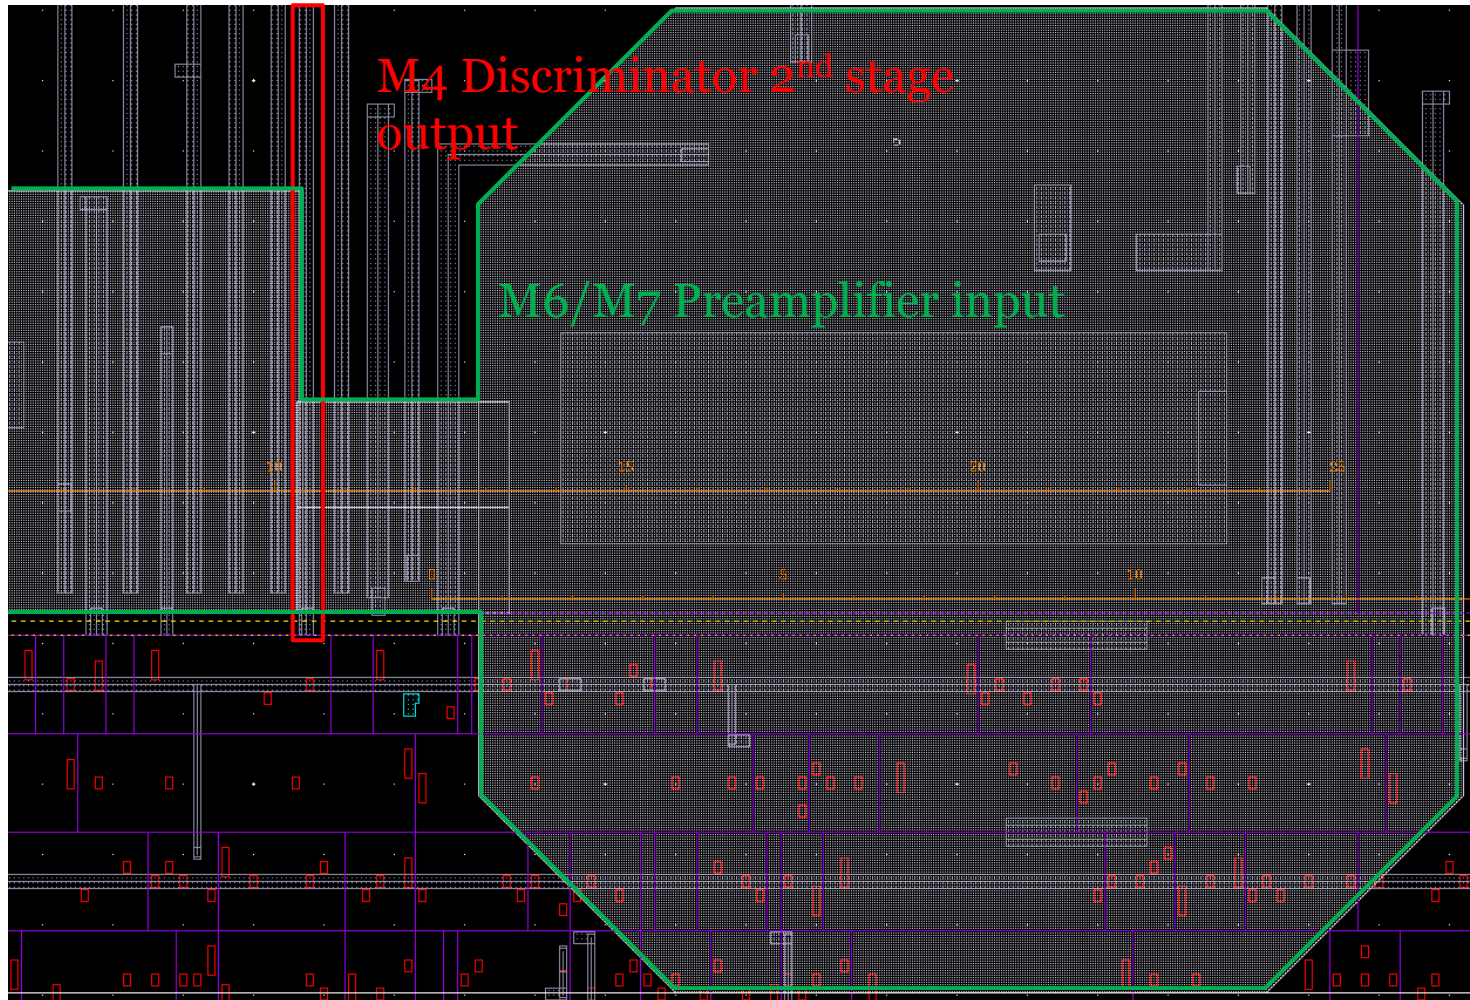 M4 Discriminator 2nd stage
output
M6/M7 Preamplifier input
10 15 20 25
0 5 10